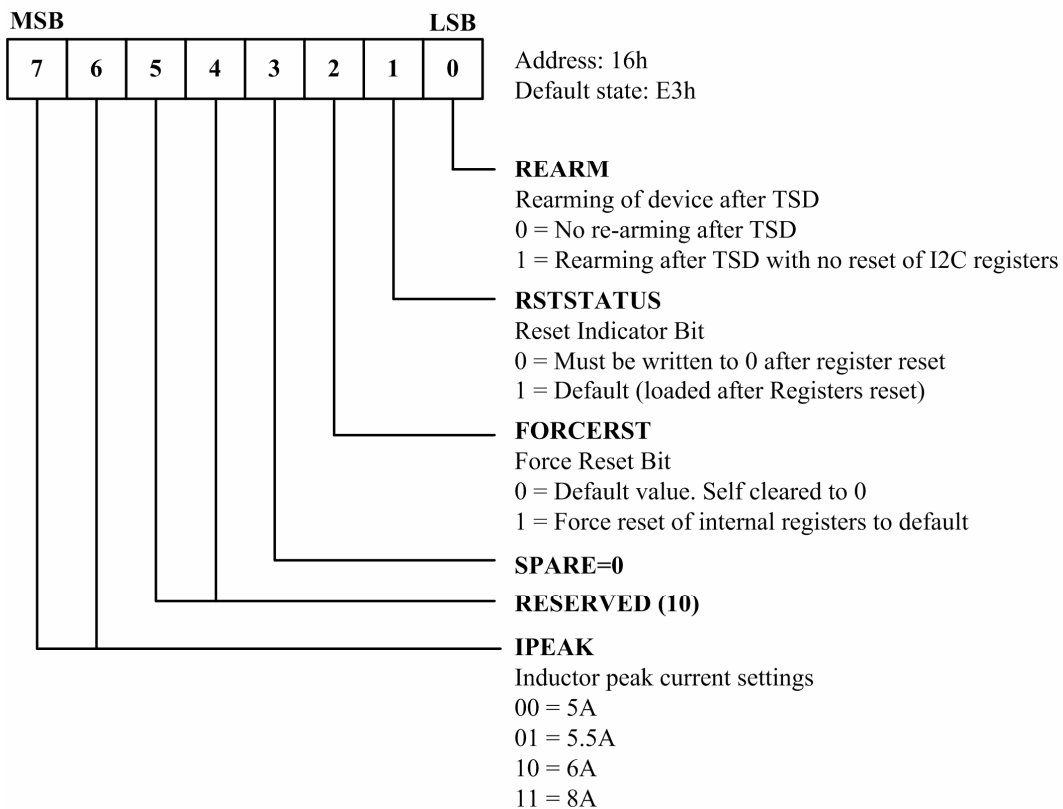 MSB LSB
7 6 5 4 3 2 1 0
Address: 16h
Default state: E3h
REARM
Rearming of device after TSD
0 = No re-arming after TSD
1 = Rearming after TSD with no reset of I2C registers
RSTSTATUS
Reset Indicator Bit
0 = Must be written to 0 after register reset
1 = Default (loaded after Registers reset)
FORCERST
Force Reset Bit
0 = Default value. Self cleared to 0
1 = Force reset of internal registers to default
SPARE=0
RESERVED (10)
IPEAK
Inductor peak current settings
00 = 5A
01 = 5.5A
10 = 6A
11 = 8A